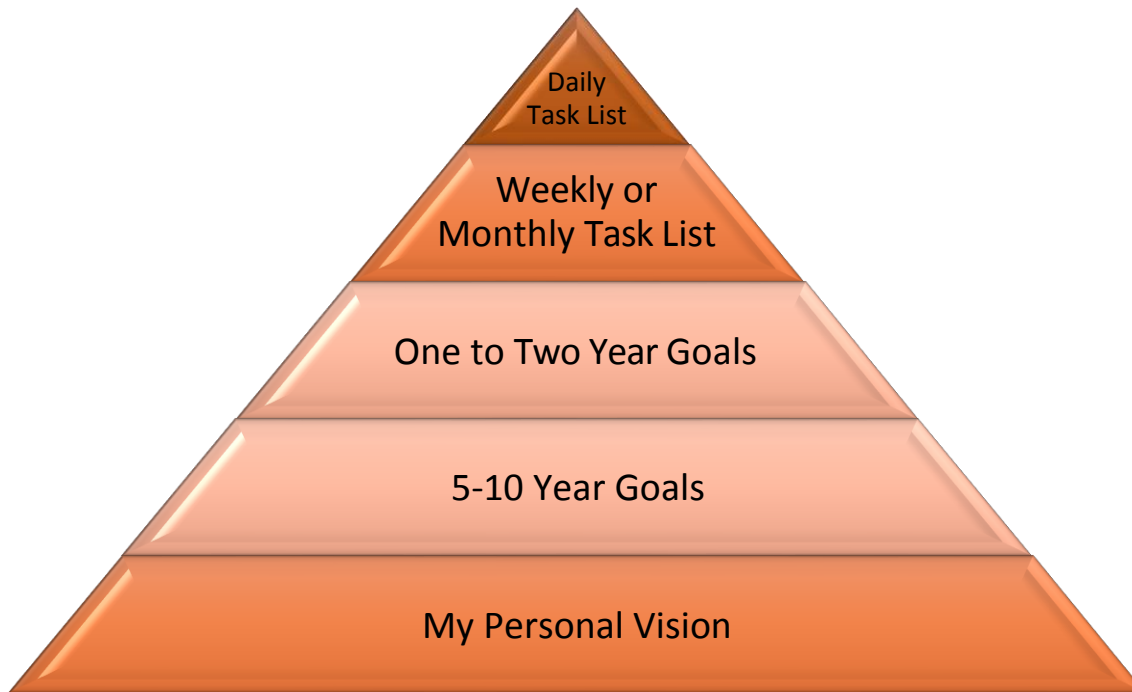 Daily
Task List
Weekly or
Monthly Task List
One to Two Year Goals
5-10 Year Goals
My Personal Vision